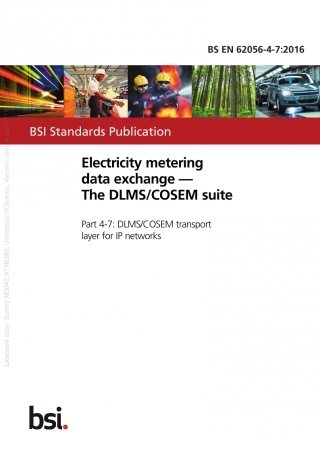 BS EN 62056-4-7:2016
BSI Standards Publication
Electricity metering
data exchange —
The DLMS/COSEM suite
Part 4-7: DLMS/COSEM transport
layer for IP networks
bsi.